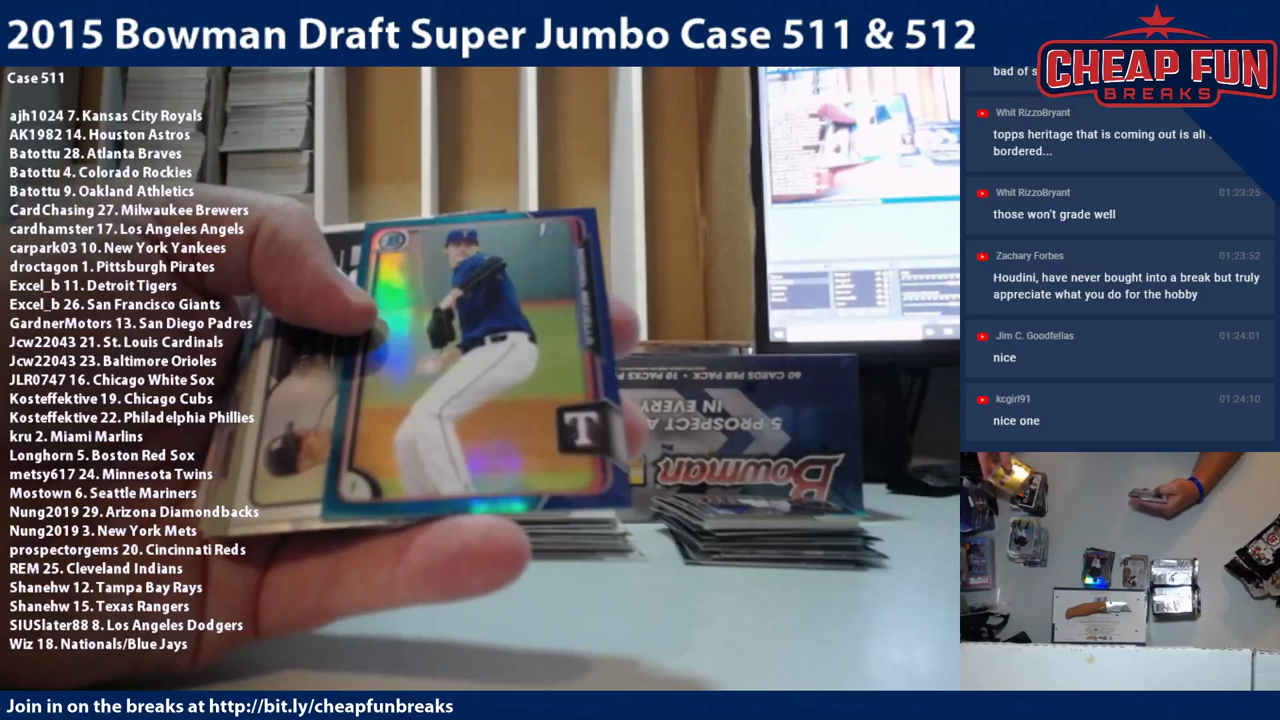 2015 Bowman Draft Super Jumbo Case 511 & 512
CHEAP FUN
BREAKS
Case 511
ajh1024 7. Kansas City Royals
AK1982 14. Houston Astros
Batottu 28. Atlanta Braves
Batottu 4. Colorado Rockies
Batottu 9. Oakland Athletics
CardChasing 27. Milwaukee Brewers
cardhamster 17. Los Angeles Angels
carpark03 10. New York Yankees
droctagon 1. Pittsburgh Pirates
Excel_b 11. Detroit Tigers
Excel_b 26. San Francisco Giants
GardnerMotors 13. San Diego Padres
Jcw22043 21. St. Louis Cardinals
Jcw22043 23. Baltimore Orioles
JLR0747 16. Chicago White Sox
Kosteffektive 19. Chicago Cubs
Kosteffektive 22. Philadelphia Phillies
kru 2. Miami Marlins
Longhorn 5. Boston Red Sox
metsy617 24. Minnesota Twins
Mostown 6. Seattle Mariners
Nung2019 29. Arizona Diamondbacks
Nung2019 3. New York Mets
prospectorgems 20. Cincinnati Reds
REM 25. Cleveland Indians
Shanehw 12. Tampa Bay Rays
Shanehw 15. Texas Rangers
SIUSlater88 8. Los Angeles Dodgers
Wiz 18. Nationals/Blue Jays
T
60 CARDS PER PACK • 10 PACKS
5 PROSPECT A
IN EVERY
Bowman
bad of s
Whit RizzoBryant
topps heritage that is coming out is all .
bordered...
Whit RizzoBryant 01:23:25
those won't grade well
Zachary Forbes 01:23:52
Houdini, have never bought into a break but truly
appreciate what you do for the hobby
Jim C. Goodfellas 01:24:01
nice
kcgirl91 01:24:10
nice one
Join in on the breaks at http://bit.ly/cheapfunbreaks